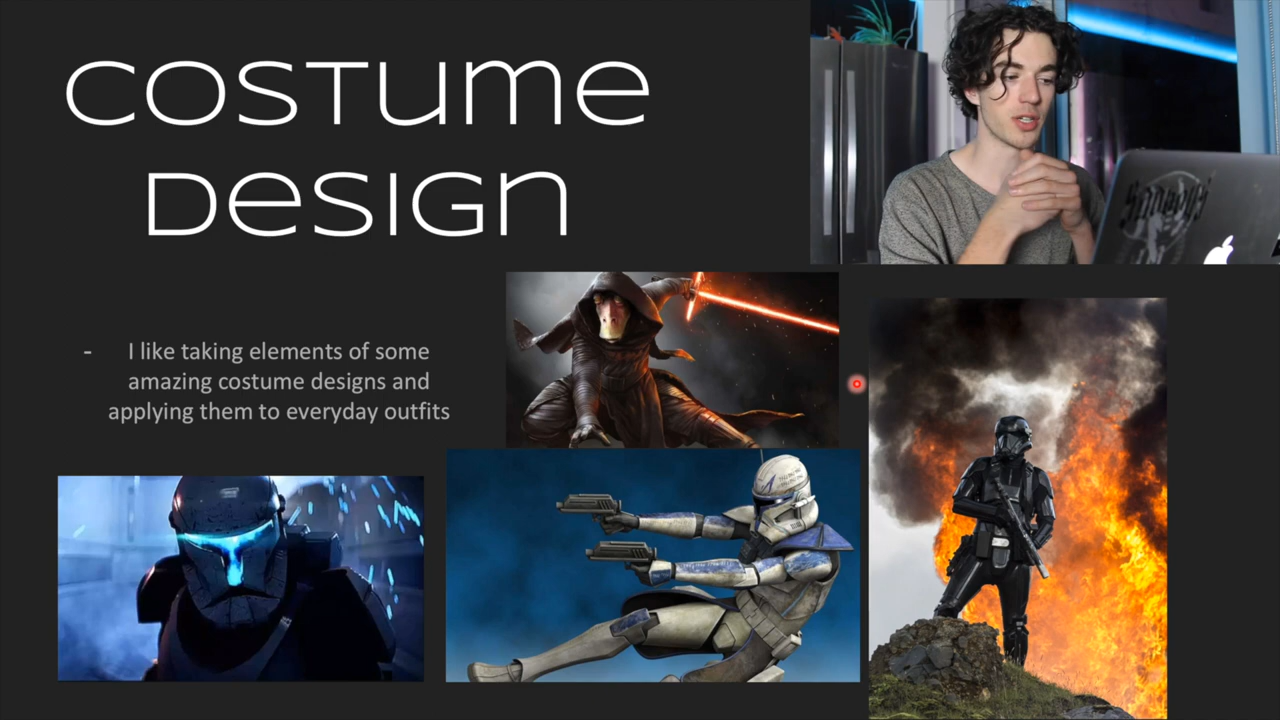 COSTUme
DeSIGn
- I like taking elements of some
amazing costume designs and
applying them to everyday outfits